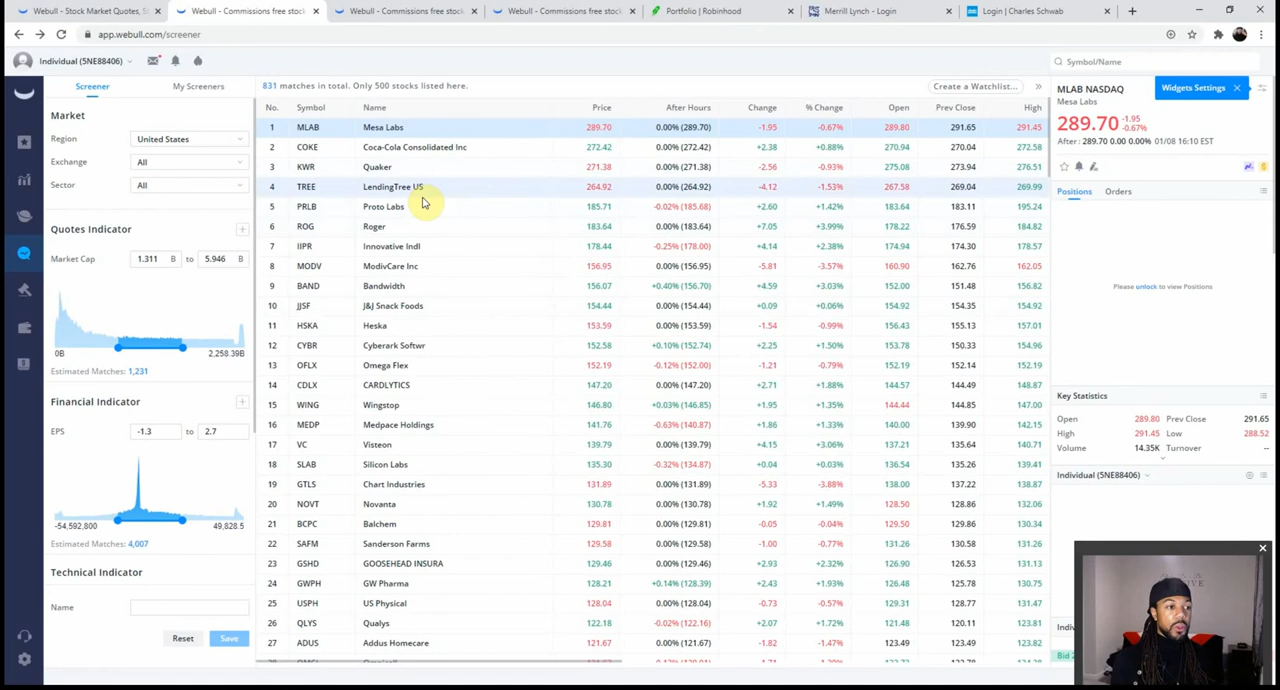 Webull - Stock Market Quotes, S
Webull - Commissions free stock
Webull - Commissions free stock
Webull - Commissions free stock
Portfolio | Robinhood
Merrill Lynch - Login
Login | Charles Schwab
app.webull.com/screener
Individual (5NE88406)
Symbol/Name
Screener
My Screeners
Market
Region United States
Exchange All
Sector All
Quotes Indicator
Market Cap 1.311 B to 5.946 B
0B 2,258.39B
Estimated Matches: 1,231
Financial Indicator
EPS -1.3 to 2.7
-54,592,800 49,828.5
Estimated Matches: 4,007
Technical Indicator
Name
Reset Save
831 matches in total. Only 500 stocks listed here.
Create a Watchlist...
No. Symbol Name Price After Hours Change % Change Open Prev Close High
1 MLAB Mesa Labs 289.70 0.00% (289.70) -1.95 -0.67% 289.80 291.65 291.45
2 COKE Coca-Cola Consolidated Inc 272.42 0.00% (272.42) +2.38 +0.88% 270.94 270.04 272.58
3 KWR Quaker 271.38 0.00% (271.38) -2.56 -0.93% 275.08 273.94 276.51
4 TREE LendingTree US 264.92 0.00% (264.92) -4.12 -1.53% 267.58 269.04 269.99
5 PRLB Proto Labs 185.71 -0.02% (185.68) +2.60 +1.42% 183.64 183.11 195.24
6 ROG Roger 183.64 0.00% (183.64) +7.05 +3.99% 178.22 176.59 184.82
7 IIPR Innovative Indl 178.44 -0.25% (178.00) +4.14 +2.38% 174.94 174.30 178.57
8 MODV ModivCare Inc 156.95 0.00% (156.95) -5.81 -3.57% 160.90 162.76 162.05
9 BAND Bandwidth 156.07 +0.40% (156.70) +4.59 +3.03% 152.00 151.48 156.82
10 JJSF J&J Snack Foods 154.44 0.00% (154.44) +0.09 +0.06% 154.92 154.35 154.92
11 HSKA Heska 153.59 0.00% (153.59) -1.54 -0.99% 156.43 155.13 157.01
12 CYBR Cyberark Softwr 152.58 +0.10% (152.74) +2.25 +1.50% 153.78 150.33 154.96
13 OFLX Omega Flex 152.19 -0.12% (152.00) -1.21 -0.79% 152.19 152.14 152.19
14 CDLX CARDLYTICS 147.20 0.00% (147.20) +2.71 +1.88% 144.57 144.49 148.87
15 WING Wingstop 146.80 +0.03% (146.85) +1.95 +1.35% 144.44 144.85 147.00
16 MEDP Medpace Holdings 141.76 -0.63% (140.87) +1.86 +1.33% 140.00 139.90 142.15
17 VC Visteon 139.79 0.00% (139.79) +4.15 +3.06% 137.21 135.64 140.71
18 SLAB Silicon Labs 135.30 -0.32% (134.87) +0.04 +0.03% 136.54 135.26 139.41
19 GTLS Chart Industries 131.89 0.00% (131.89) -5.33 -3.88% 138.00 137.22 138.87
20 NOVT Novanta 130.78 0.00% (130.78) +1.92 +1.49% 128.50 128.86 132.06
21 BCPC Balchem 129.81 0.00% (129.81) -0.05 -0.04% 129.50 129.86 130.34
22 SAFM Sanderson Farms 129.58 0.00% (129.58) -1.00 -0.77% 131.26 130.58 131.26
23 GSHD GOOSEHEAD INSURA 129.46 0.00% (129.46) +2.93 +2.32% 126.90 126.53 131.13
24 GWPH GW Pharma 128.21 +0.14% (128.39) +2.43 +1.93% 126.48 125.78 130.75
25 USPH US Physical 128.04 0.00% (128.04) -0.73 -0.57% 129.31 128.77 131.47
26 QLYS Qualys 122.18 -0.02% (122.16) +2.07 +1.72% 120.48 120.11 123.81
27 ADUS Addus Homecare 121.67 0.00% (121.67) -1.82 -1.47% 123.49 123.49 123.82
MLAB NASDAQ
Widgets Settings
Mesa Labs
289.70 -1.95 -0.67%
After: 289.70 0.00 0.00% 01/08 16:10 EST
Positions Orders
Please unlock to view Positions
Key Statistics
Open 289.80 Prev Close 291.65
High 291.45 Low 288.52
Volume 14.35K Turnover --
Individual (5NE88406)
Indiv
Bid